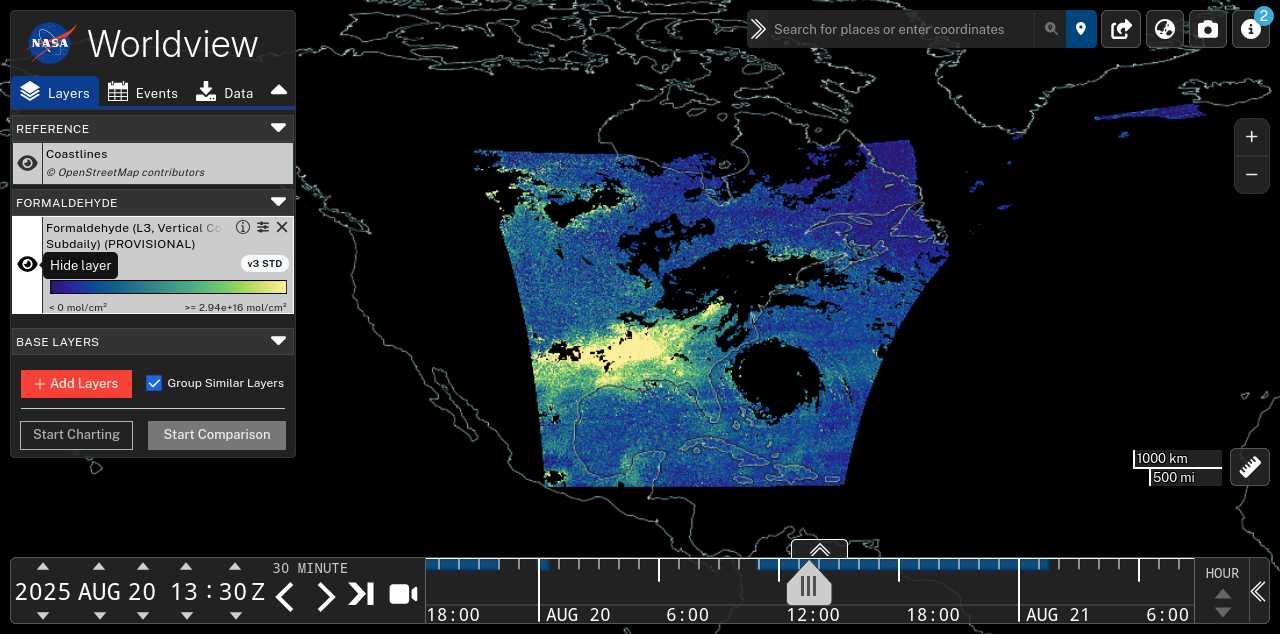 NASA Worldview
Search for places or enter coordinates
2
Layers Events Data
REFERENCE
Coastlines
© OpenStreetMap contributors
FORMALDEHYDE
Formaldehyde (L3, Vertical Co
Subdaily) (PROVISIONAL)
Hide layer
v3 STD
< 0 mol/cm² >= 2.94e+16 mol/cm²
BASE LAYERS
+ Add Layers Group Similar Layers
Start Charting Start Comparison
+
−
1000 km
500 mi
30 MINUTE
2025 AUG 20 13 : 30 Z
18:00 AUG 20 6:00 12:00 18:00 AUG 21 6:00
HOUR